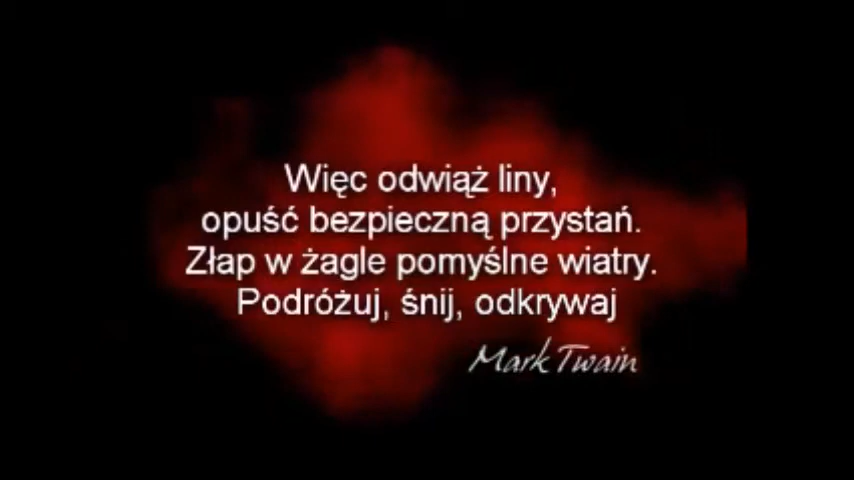 Więc odwiąż liny,
opuść bezpieczną przystań.
Złap w żagle pomyślne wiatry.
Podróżuj, śnij, odkrywaj
Mark Twain